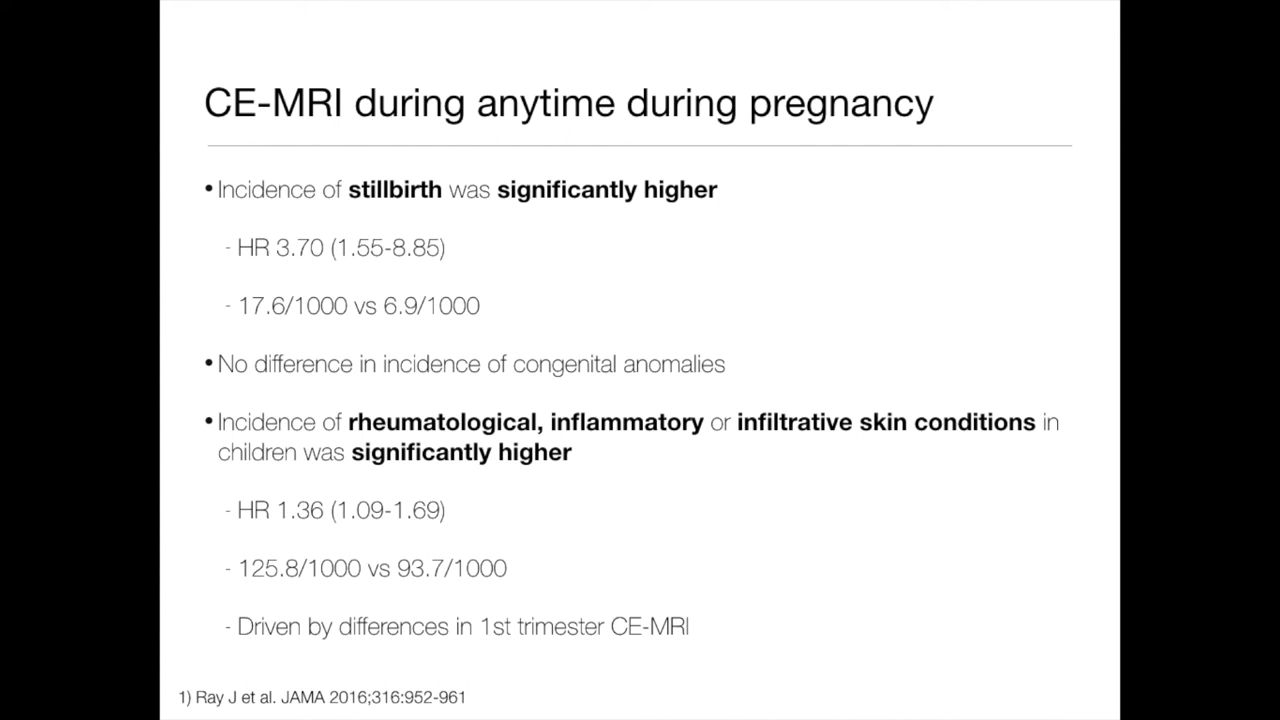 CE-MRI during anytime during pregnancy
• Incidence of stillbirth was significantly higher
- HR 3.70 (1.55-8.85)
- 17.6/1000 vs 6.9/1000
• No difference in incidence of congenital anomalies
• Incidence of rheumatological, inflammatory or infiltrative skin conditions in
children was significantly higher
- HR 1.36 (1.09-1.69)
- 125.8/1000 vs 93.7/1000
- Driven by differences in 1st trimester CE-MRI
1) Ray J et al. JAMA 2016;316:952-961